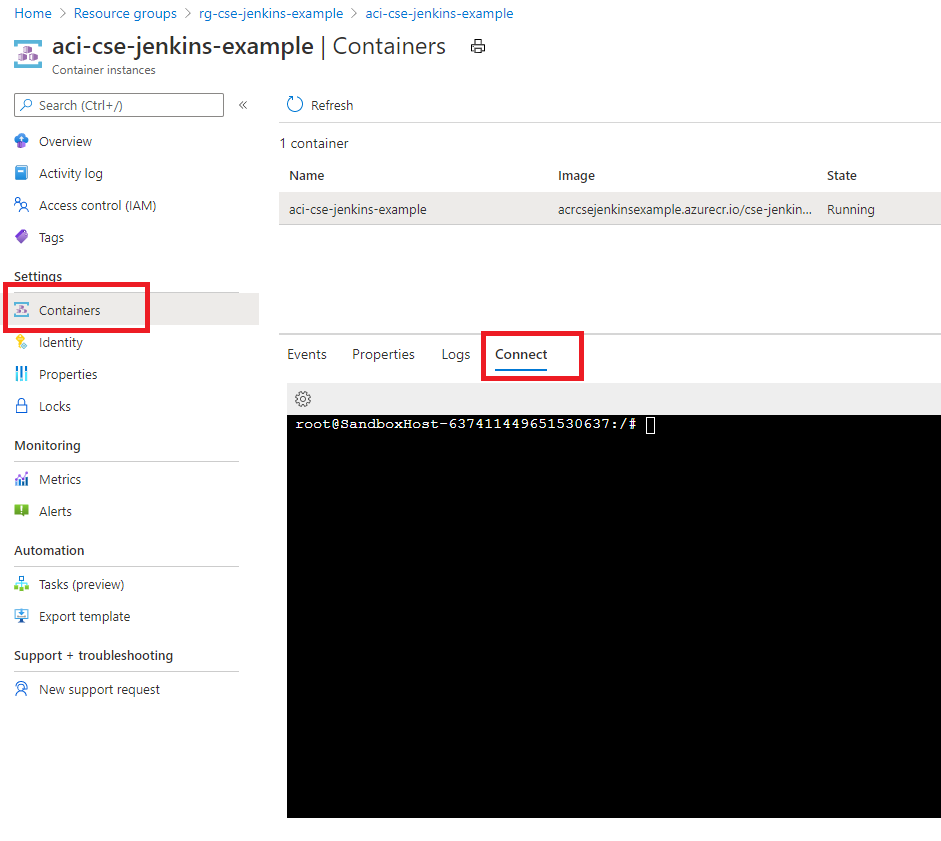 Home > Resource groups > rg-cse-jenkins-example > aci-cse-jenkins-example
aci-cse-jenkins-example | Containers
Container instances
Search (Ctrl+/)
«
Overview
Activity log
Access control (IAM)
Tags
Settings
Containers
Identity
Properties
Locks
Monitoring
Metrics
Alerts
Automation
Tasks (preview)
Export template
Support + troubleshooting
New support request
Refresh
1 container
Name Image State
aci-cse-jenkins-example acrcsejenkinsexample.azurecr.io/cse-jenkin... Running
Events Properties Logs Connect
root@SandboxHost-637411449651530637:/#